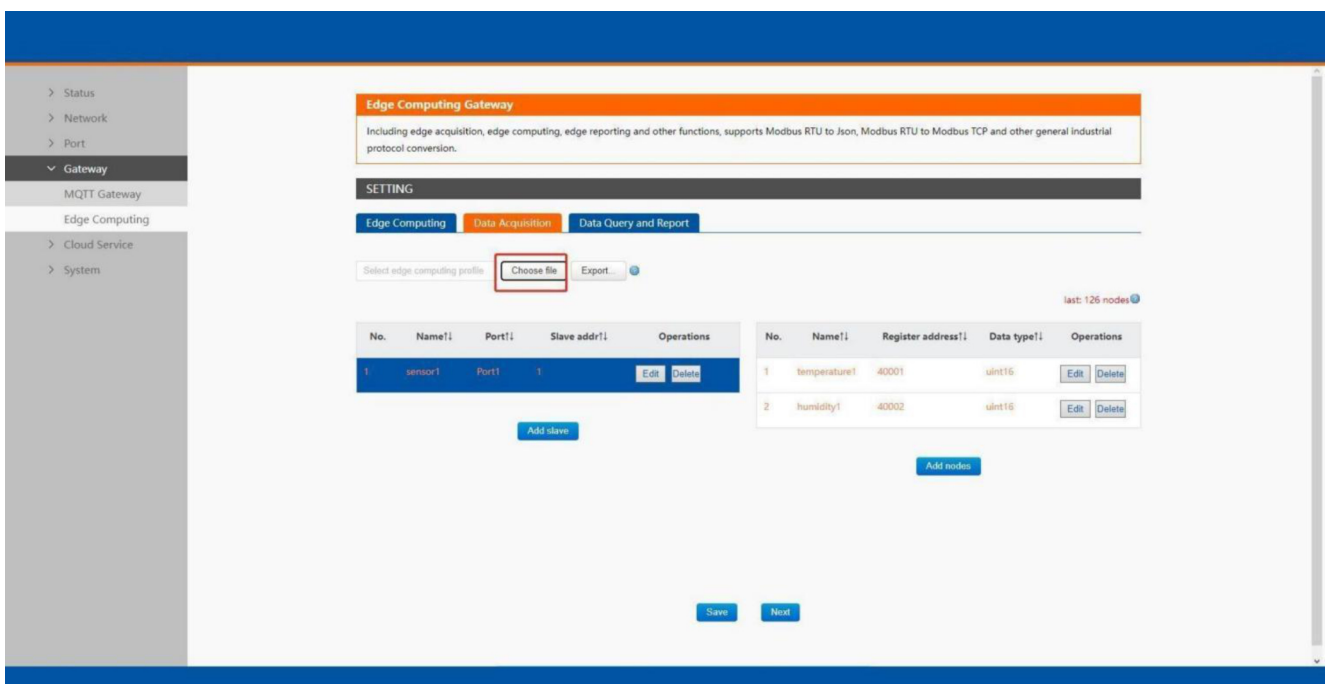 Status
Network
Port
Gateway
MQTT Gateway
Edge Computing
Cloud Service
System
Edge Computing Gateway
Including edge acquisition, edge computing, edge reporting and other functions, supports Modbus RTU to Json, Modbus RTU to Modbus TCP and other general industrial
protocol conversion.
SETTING
Edge Computing Data Acquisition Data Query and Report
Select edge computing profile Choose file Export...
last: 126 nodes
No. Name↑↓ Port↑↓ Slave addr↑↓ Operations
1 sensor1 Port1 1 Edit Delete
Add slave
No. Name↑↓ Register address↑↓ Data type↑↓ Operations
1 temperature1 40001 uint16 Edit Delete
2 humidity1 40002 uint16 Edit Delete
Add nodes
Save Next